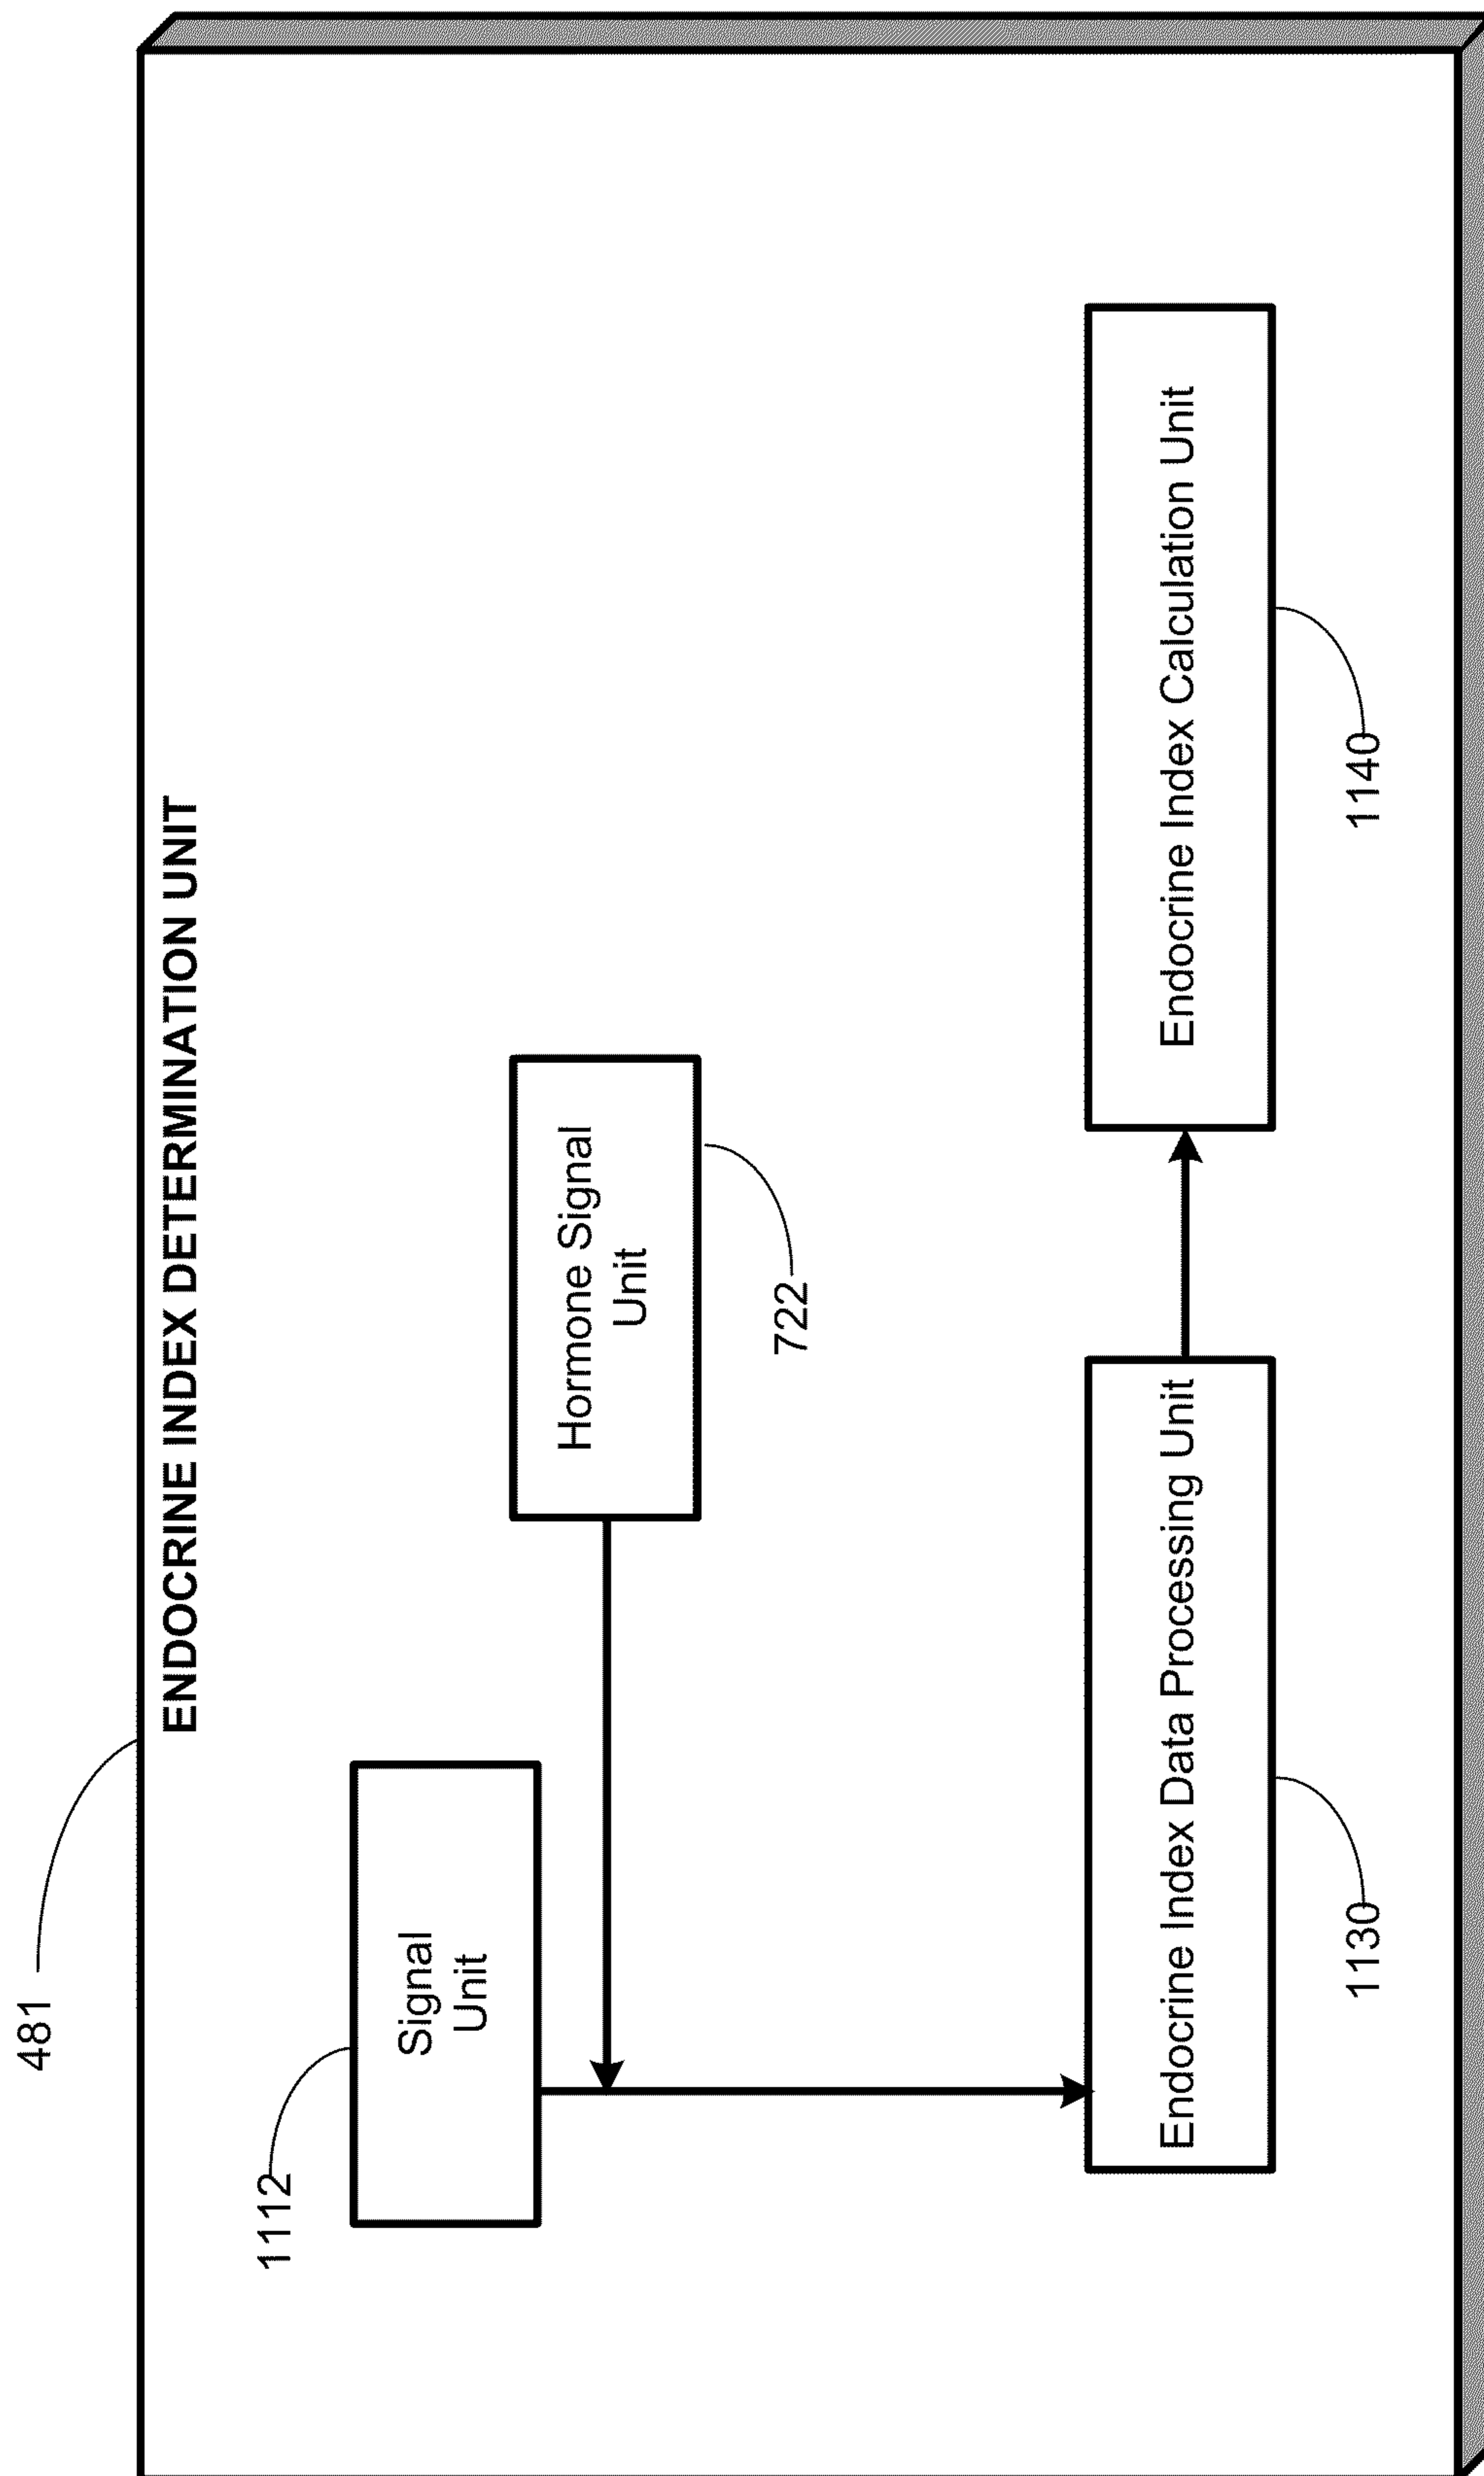 481
ENDOCRINE INDEX DETERMINATION UNIT
1112
Signal
Unit
Hormone Signal
Unit
722
Endocrine Index Data Processing Unit
1130
Endocrine Index Calculation Unit
1140